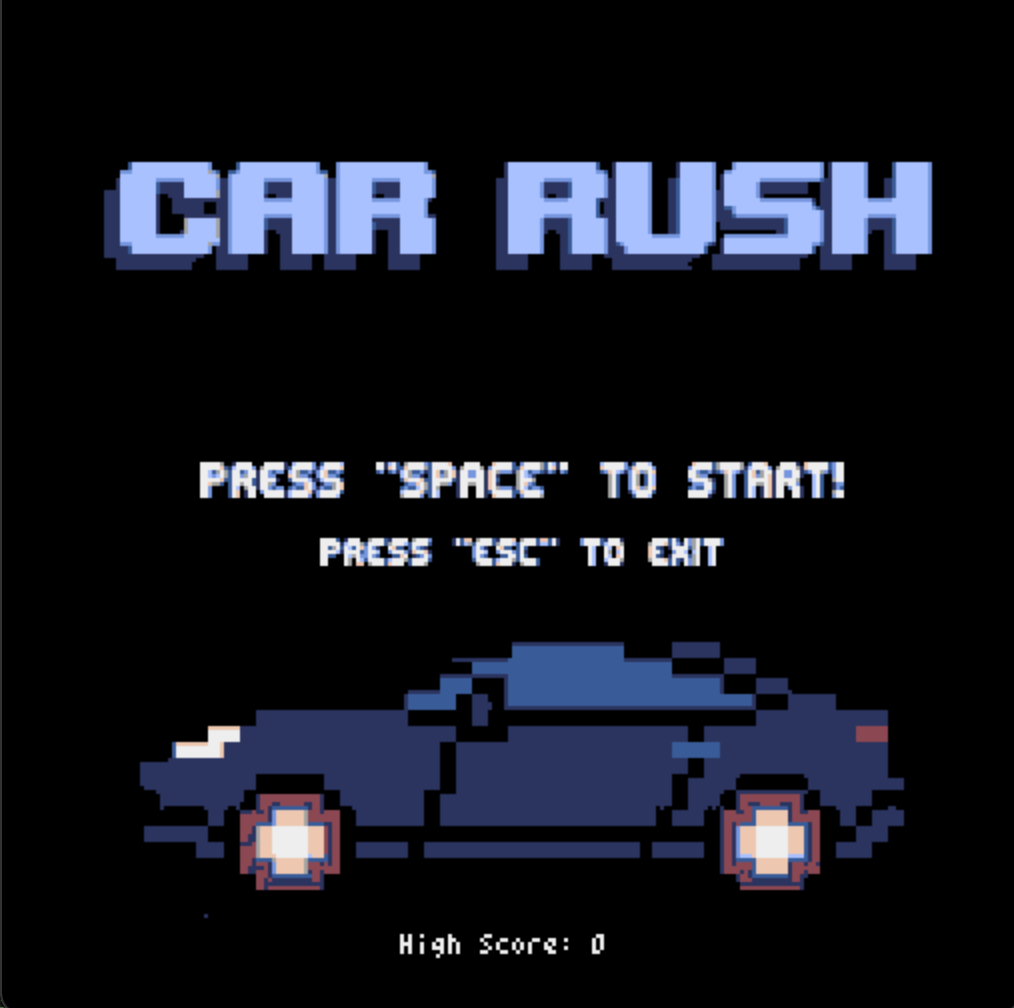 CAR RUSH
PRESS "SPACE" TO START!
PRESS "ESC" TO EXIT
High Score: 0